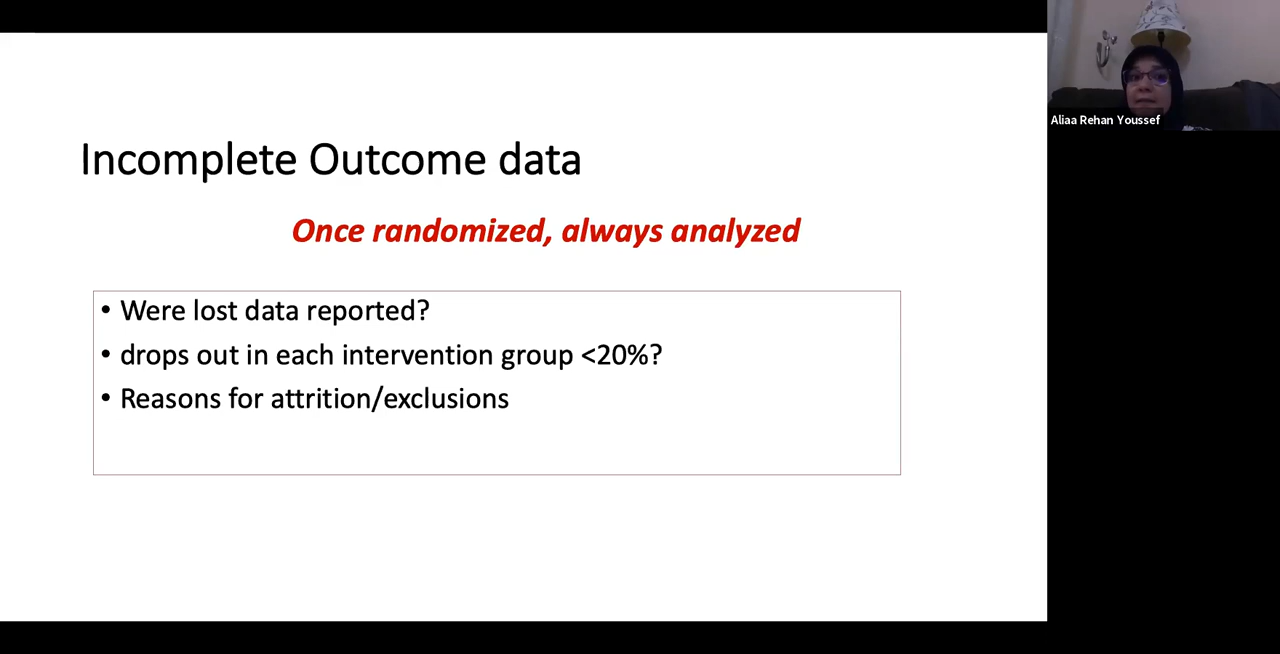 Incomplete Outcome data
Once randomized, always analyzed
• Were lost data reported?
• drops out in each intervention group <20%?
• Reasons for attrition/exclusions
Aliaa Rehan Youssef